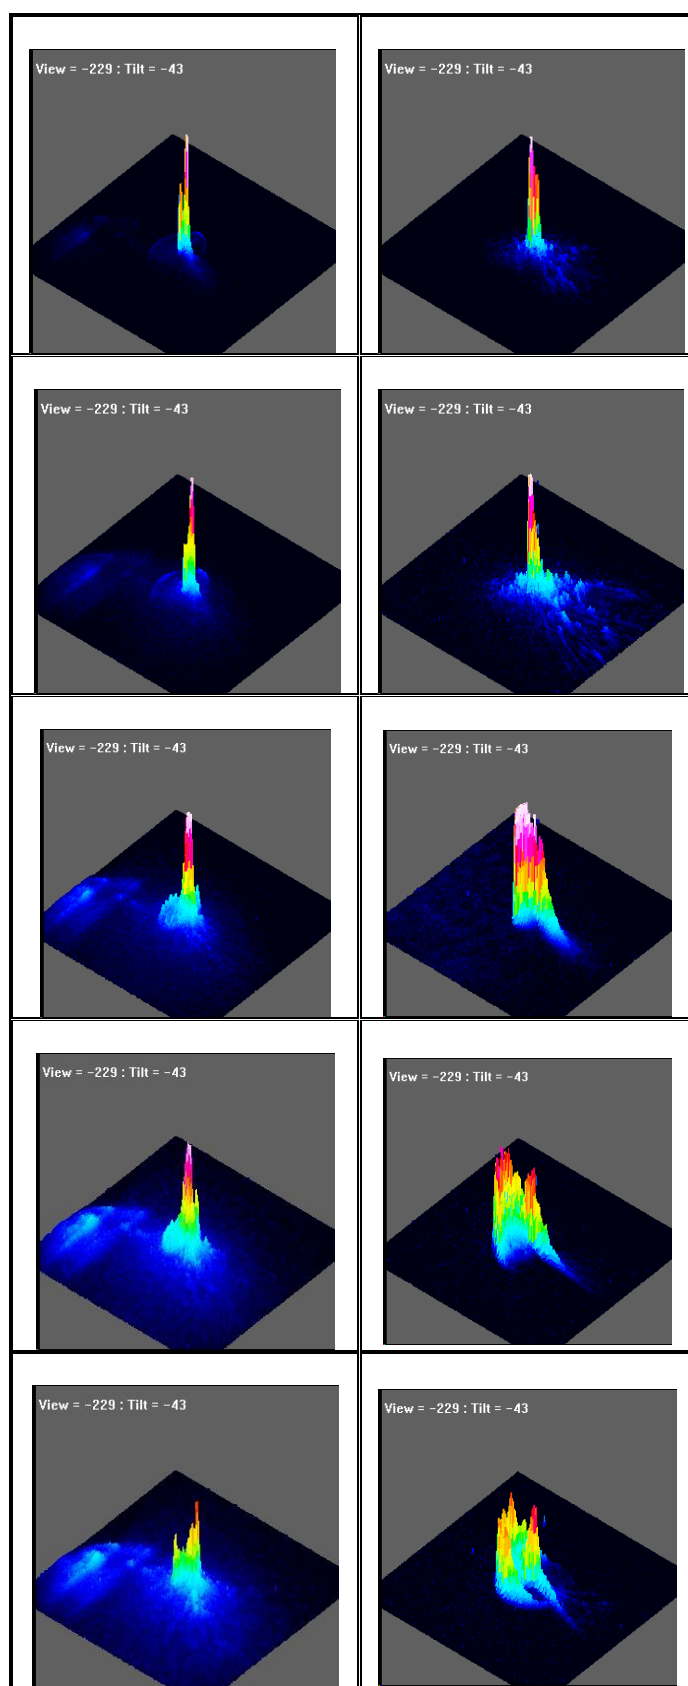 View = -229 : Tilt = -43
View = -229 : Tilt = -43
View = -229 : Tilt = -43
View = -229 : Tilt = -43
View = -229 : Tilt = -43
View = -229 : Tilt = -43
View = -229 : Tilt = -43
View = -229 : Tilt = -43
View = -229 : Tilt = -43
View = -229 : Tilt = -43